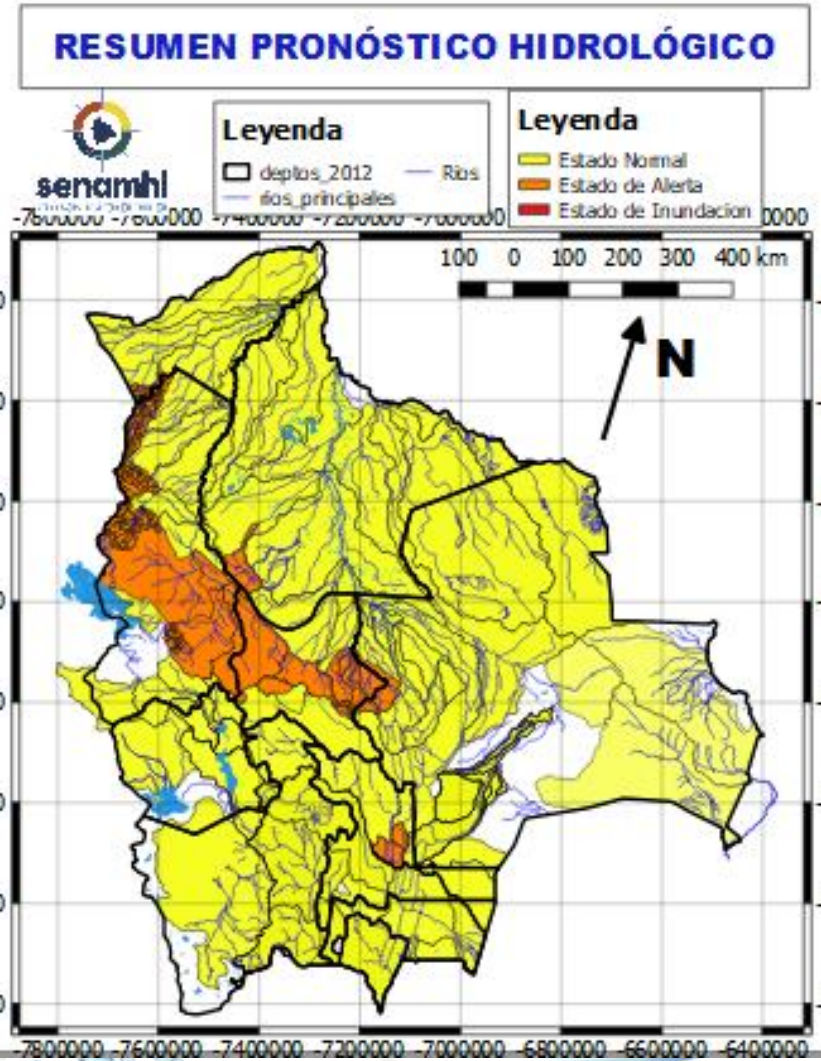 RESUMEN PRONÓSTICO HIDROLÓGICO
senamhi
Leyenda
deptos_2012
Rios
rios_principales
Leyenda
Estado Normal
Estado de Alerta
Estado de Inundacion
-7800000 -7600000 -7400000 -7200000 -7000000
100 0 100 200 300 400 km
N
-7800000 -7600000 -7400000 -7200000 -7000000 -6800000 -6600000 -6400000